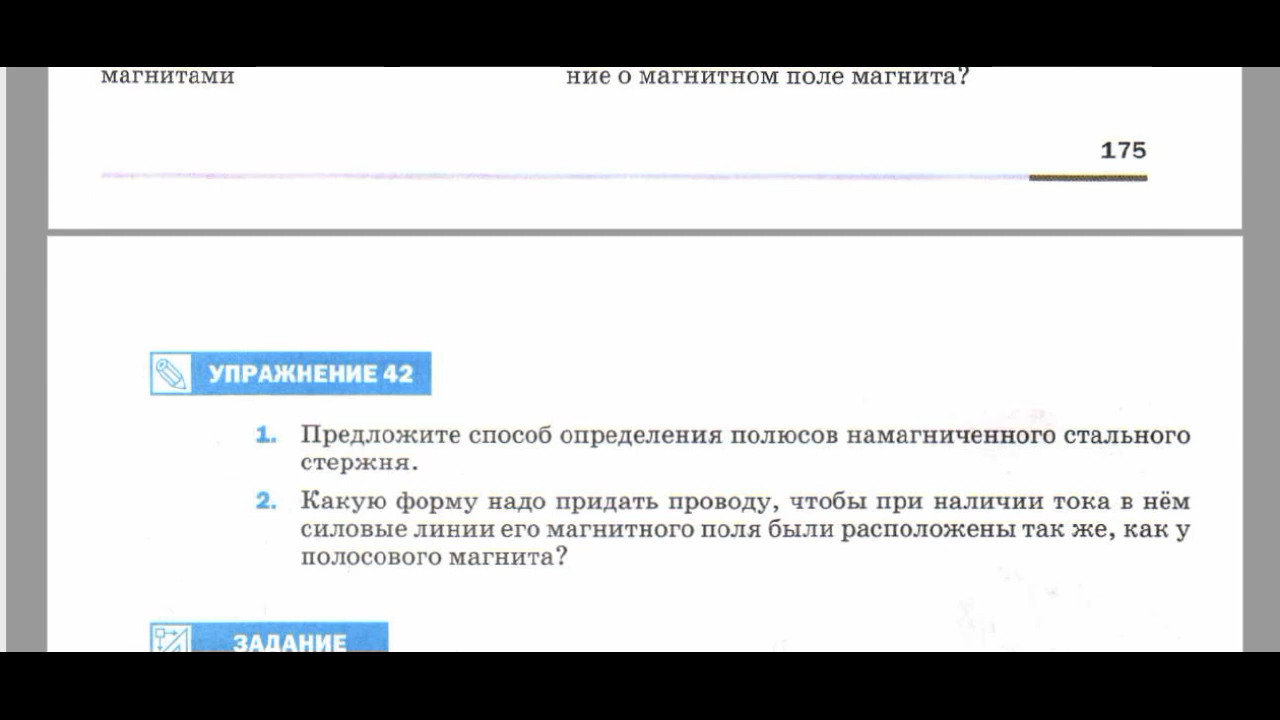 магнитами
ние о магнитном поле магнита?
175
УПРАЖНЕНИЕ 42
1. Предложите способ определения полюсов намагниченного стального
стержня.
2. Какую форму надо придать проводу, чтобы при наличии тока в нём
силовые линии его магнитного поля были расположены так же, как у
полосового магнита?
ЗАДАНИЕ